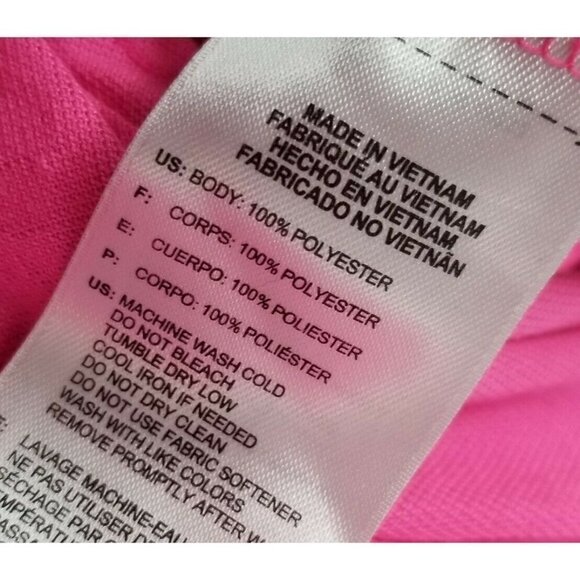 MADE IN VIETNAM
FABRIQUÉ AU VIETNAM
HECHO EN VIETNAM
FABRICADO NO VIETNÃN
US: BODY: 100% POLYESTER
F: CORPS: 100% POLYESTER
E: CUERPO: 100% POLIESTER
P: CORPO: 100% POLIÉSTER
US: MACHINE WASH COLD
DO NOT BLEACH
TUMBLE DRY LOW
COOL IRON IF NEEDED
DO NOT DRY CLEAN
DO NOT USE FABRIC SOFTENER
WASH WITH LIKE COLORS
REMOVE PROMPTLY AFTER W
F: LAVAGE MACHINE-EAU
NE PAS UTILISER
SÉCHAGE PAR